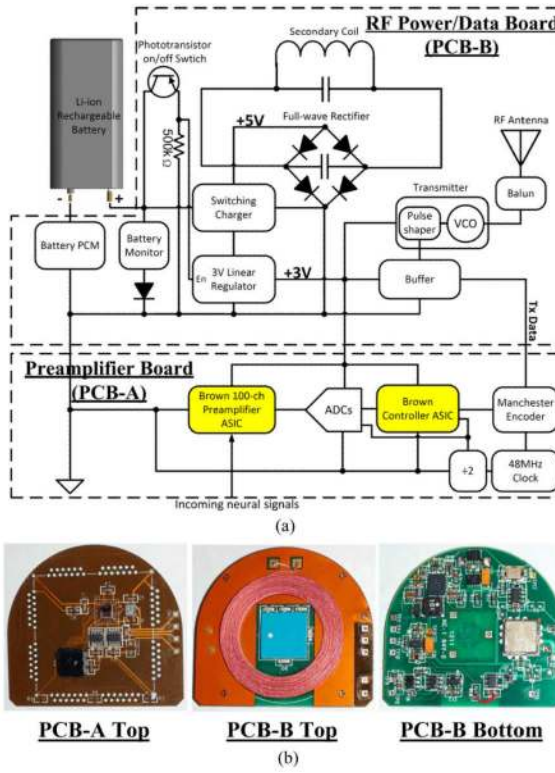 RF Power/Data Board
(PCB-B)
Secondary Coil
Phototransistor
on/off Swtich
Li-ion
Rechargeable
Battery
-
+
500kΩ
+5V
Full-wave Rectifier
RF Antenna
Balun
Transmitter
Pulse
shaper
VCO
Switching
Charger
Battery PCM
Battery
Monitor
En
3V Linear
Regulator
+3V
Buffer
Tx Data
Preamplifier
Board
(PCB-A)
Brown 100-ch
Preamplifier
ASIC
ADCs
Brown
Controller ASIC
Manchester
Encoder
÷2
48MHz
Clock
Incoming neural signals
(a)
PCB-A Top
PCB-B Top
PCB-B Bottom
(b)